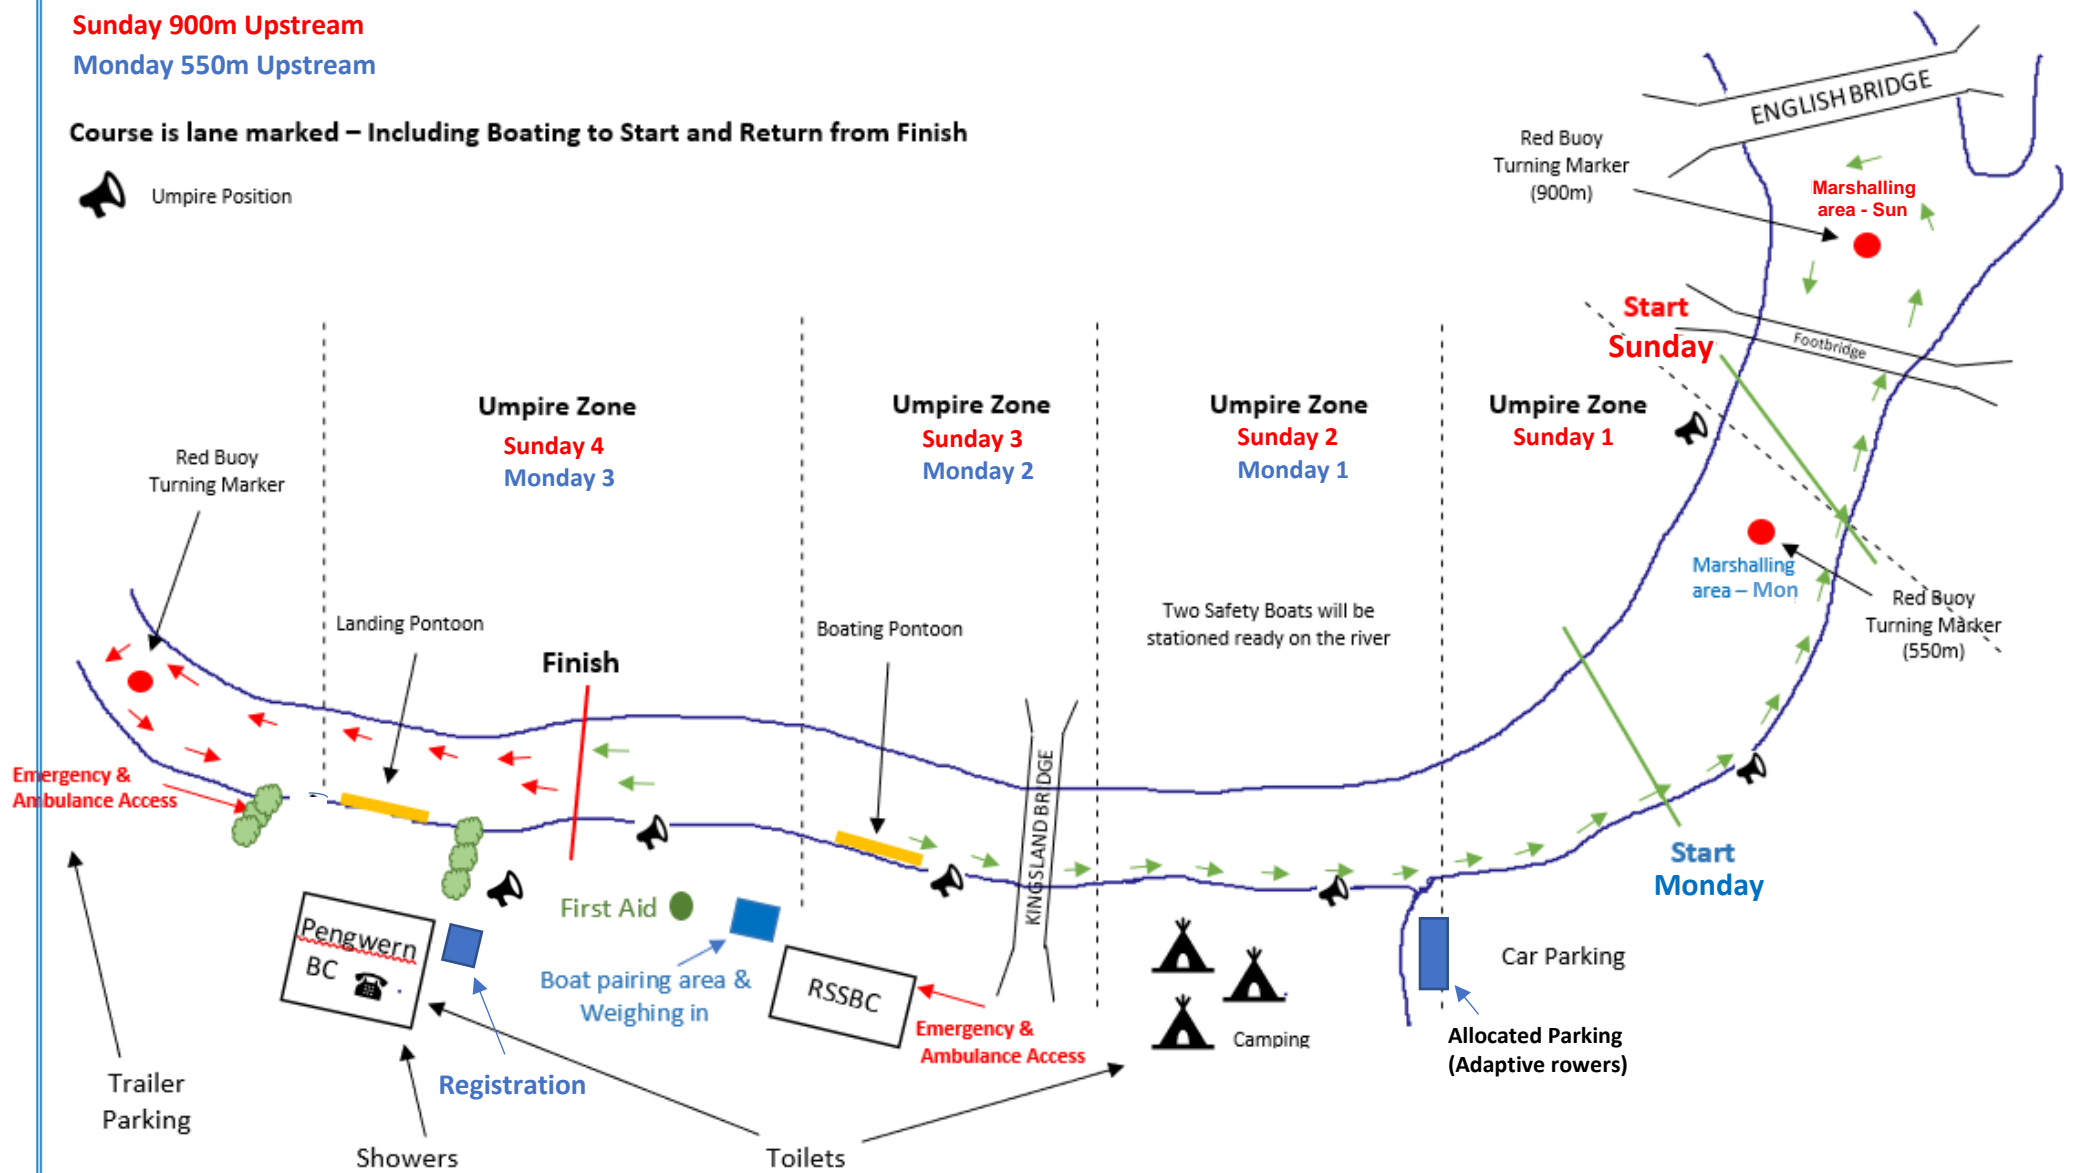 Sunday 900m Upstream
Monday 550m Upstream
Course is lane marked – Including Boating to Start and Return from Finish
Umpire Position
ENGLISH BRIDGE
Red Buoy
Turning Marker
(900m)
Marshalling
area - Sun
Start
Sunday
Footbridge
Umpire Zone
Sunday 4
Monday 3
Umpire Zone
Sunday 3
Monday 2
Umpire Zone
Sunday 2
Monday 1
Umpire Zone
Sunday 1
Red Buoy
Turning Marker
Marshalling
area – Mon
Red Buoy
Turning Marker
(550m)
Landing Pontoon
Finish
Boating Pontoon
Two Safety Boats will be
stationed ready on the river
Emergency &
Ambulance Access
KINGSLAND BRIDGE
Start
Monday
Pengwern
BC
First Aid
Boat pairing area &
Weighing in
RSSBC
Emergency &
Ambulance Access
Camping
Car Parking
Allocated Parking
(Adaptive rowers)
Trailer
Parking
Registration
Showers
Toilets